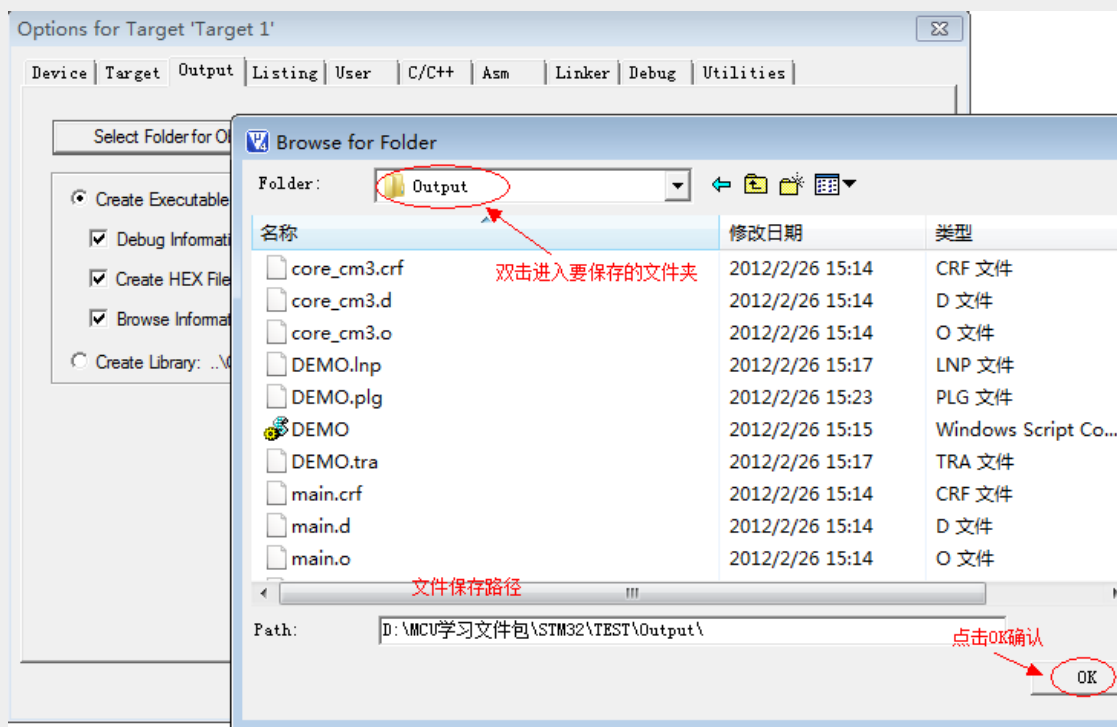 Options for Target 'Target 1'
Device Target Output Listing User C/C++ Asm Linker Debug Utilities
Select Folder for
Browse for Folder
Folder: Output
Create Executable
Debug
Create HEX File
Browse
Create Library: ..\
名称 修改日期 类型
双击进入要保存的文件夹
core_cm3.crf 2012/2/26 15:14 CRF 文件
core_cm3.d 2012/2/26 15:14 D 文件
core_cm3.o 2012/2/26 15:14 O 文件
DEMO.lnp 2012/2/26 15:17 LNP 文件
DEMO.plg 2012/2/26 15:23 PLG 文件
DEMO 2012/2/26 15:15 Windows Script Co...
DEMO.tra 2012/2/26 15:17 TRA 文件
main.crf 2012/2/26 15:14 CRF 文件
main.d 2012/2/26 15:14 D 文件
main.o 2012/2/26 15:14 O 文件
文件保存路径
Path: D:\MCU学习文件包\STM32\TEST\Output\
点击OK确认
OK